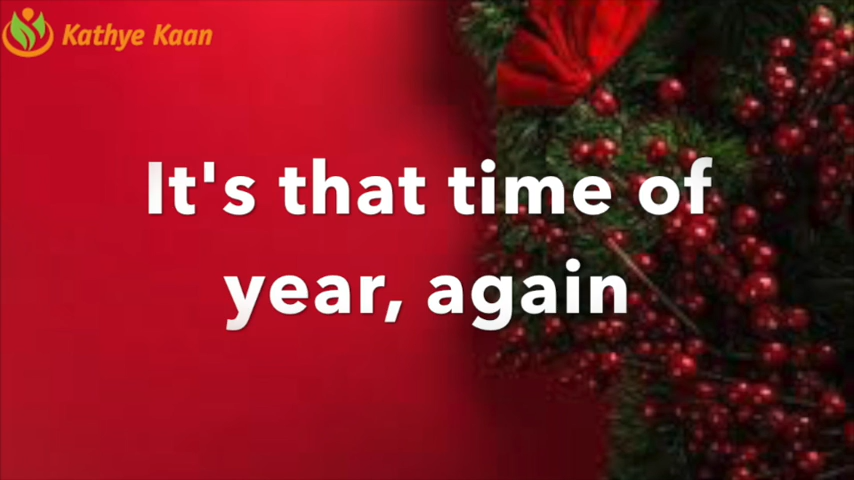 Kathye Kaan
It's that time of
year, again